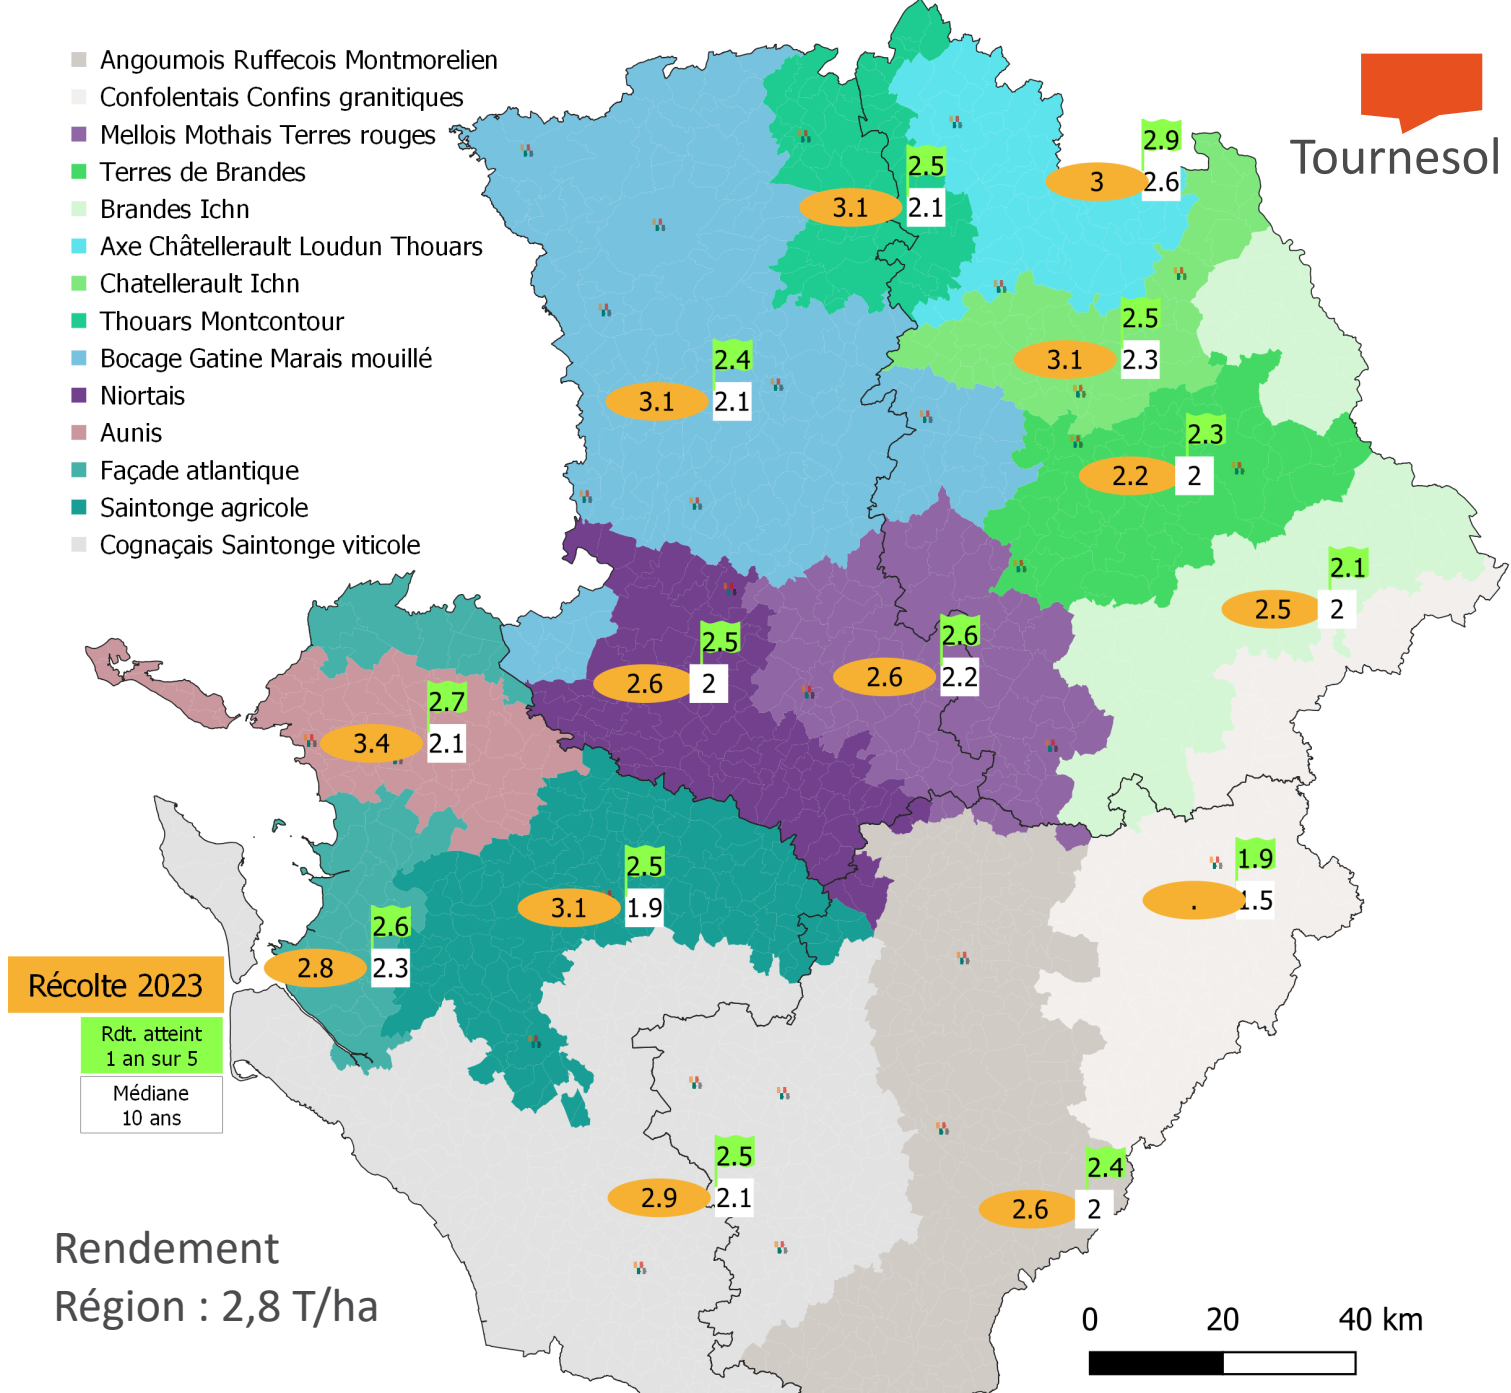 Angoumois Ruffecois Montmorelien
Confolentais Confins granitiques
Mellois Mothais Terres rouges
Terres de Brandes
Brandes Ichn
Axe Châtellerault Loudun Thouars
Chatellerault Ichn
Thouars Montcontour
Bocage Gatine Marais mouillé
Niortais
Aunis
Façade atlantique
Saintonge agricole
Cognaçais Saintonge viticole
Tournesol
2.9
3 2.6
2.5
3.1 2.1
2.5
3.1 2.3
2.4
3.1 2.1
2.3
2.2 2
2.1
2.5 2
2.5
2.6 2
2.6
2.6 2.2
2.7
3.4 2.1
1.9
. 1.5
2.5
3.1 1.9
2.6
2.8 2.3
2.5
2.9 2.1
2.4
2.6 2
Récolte 2023
Rdt. atteint
1 an sur 5
Médiane
10 ans
Rendement
Région : 2,8 T/ha
0 20 40 km